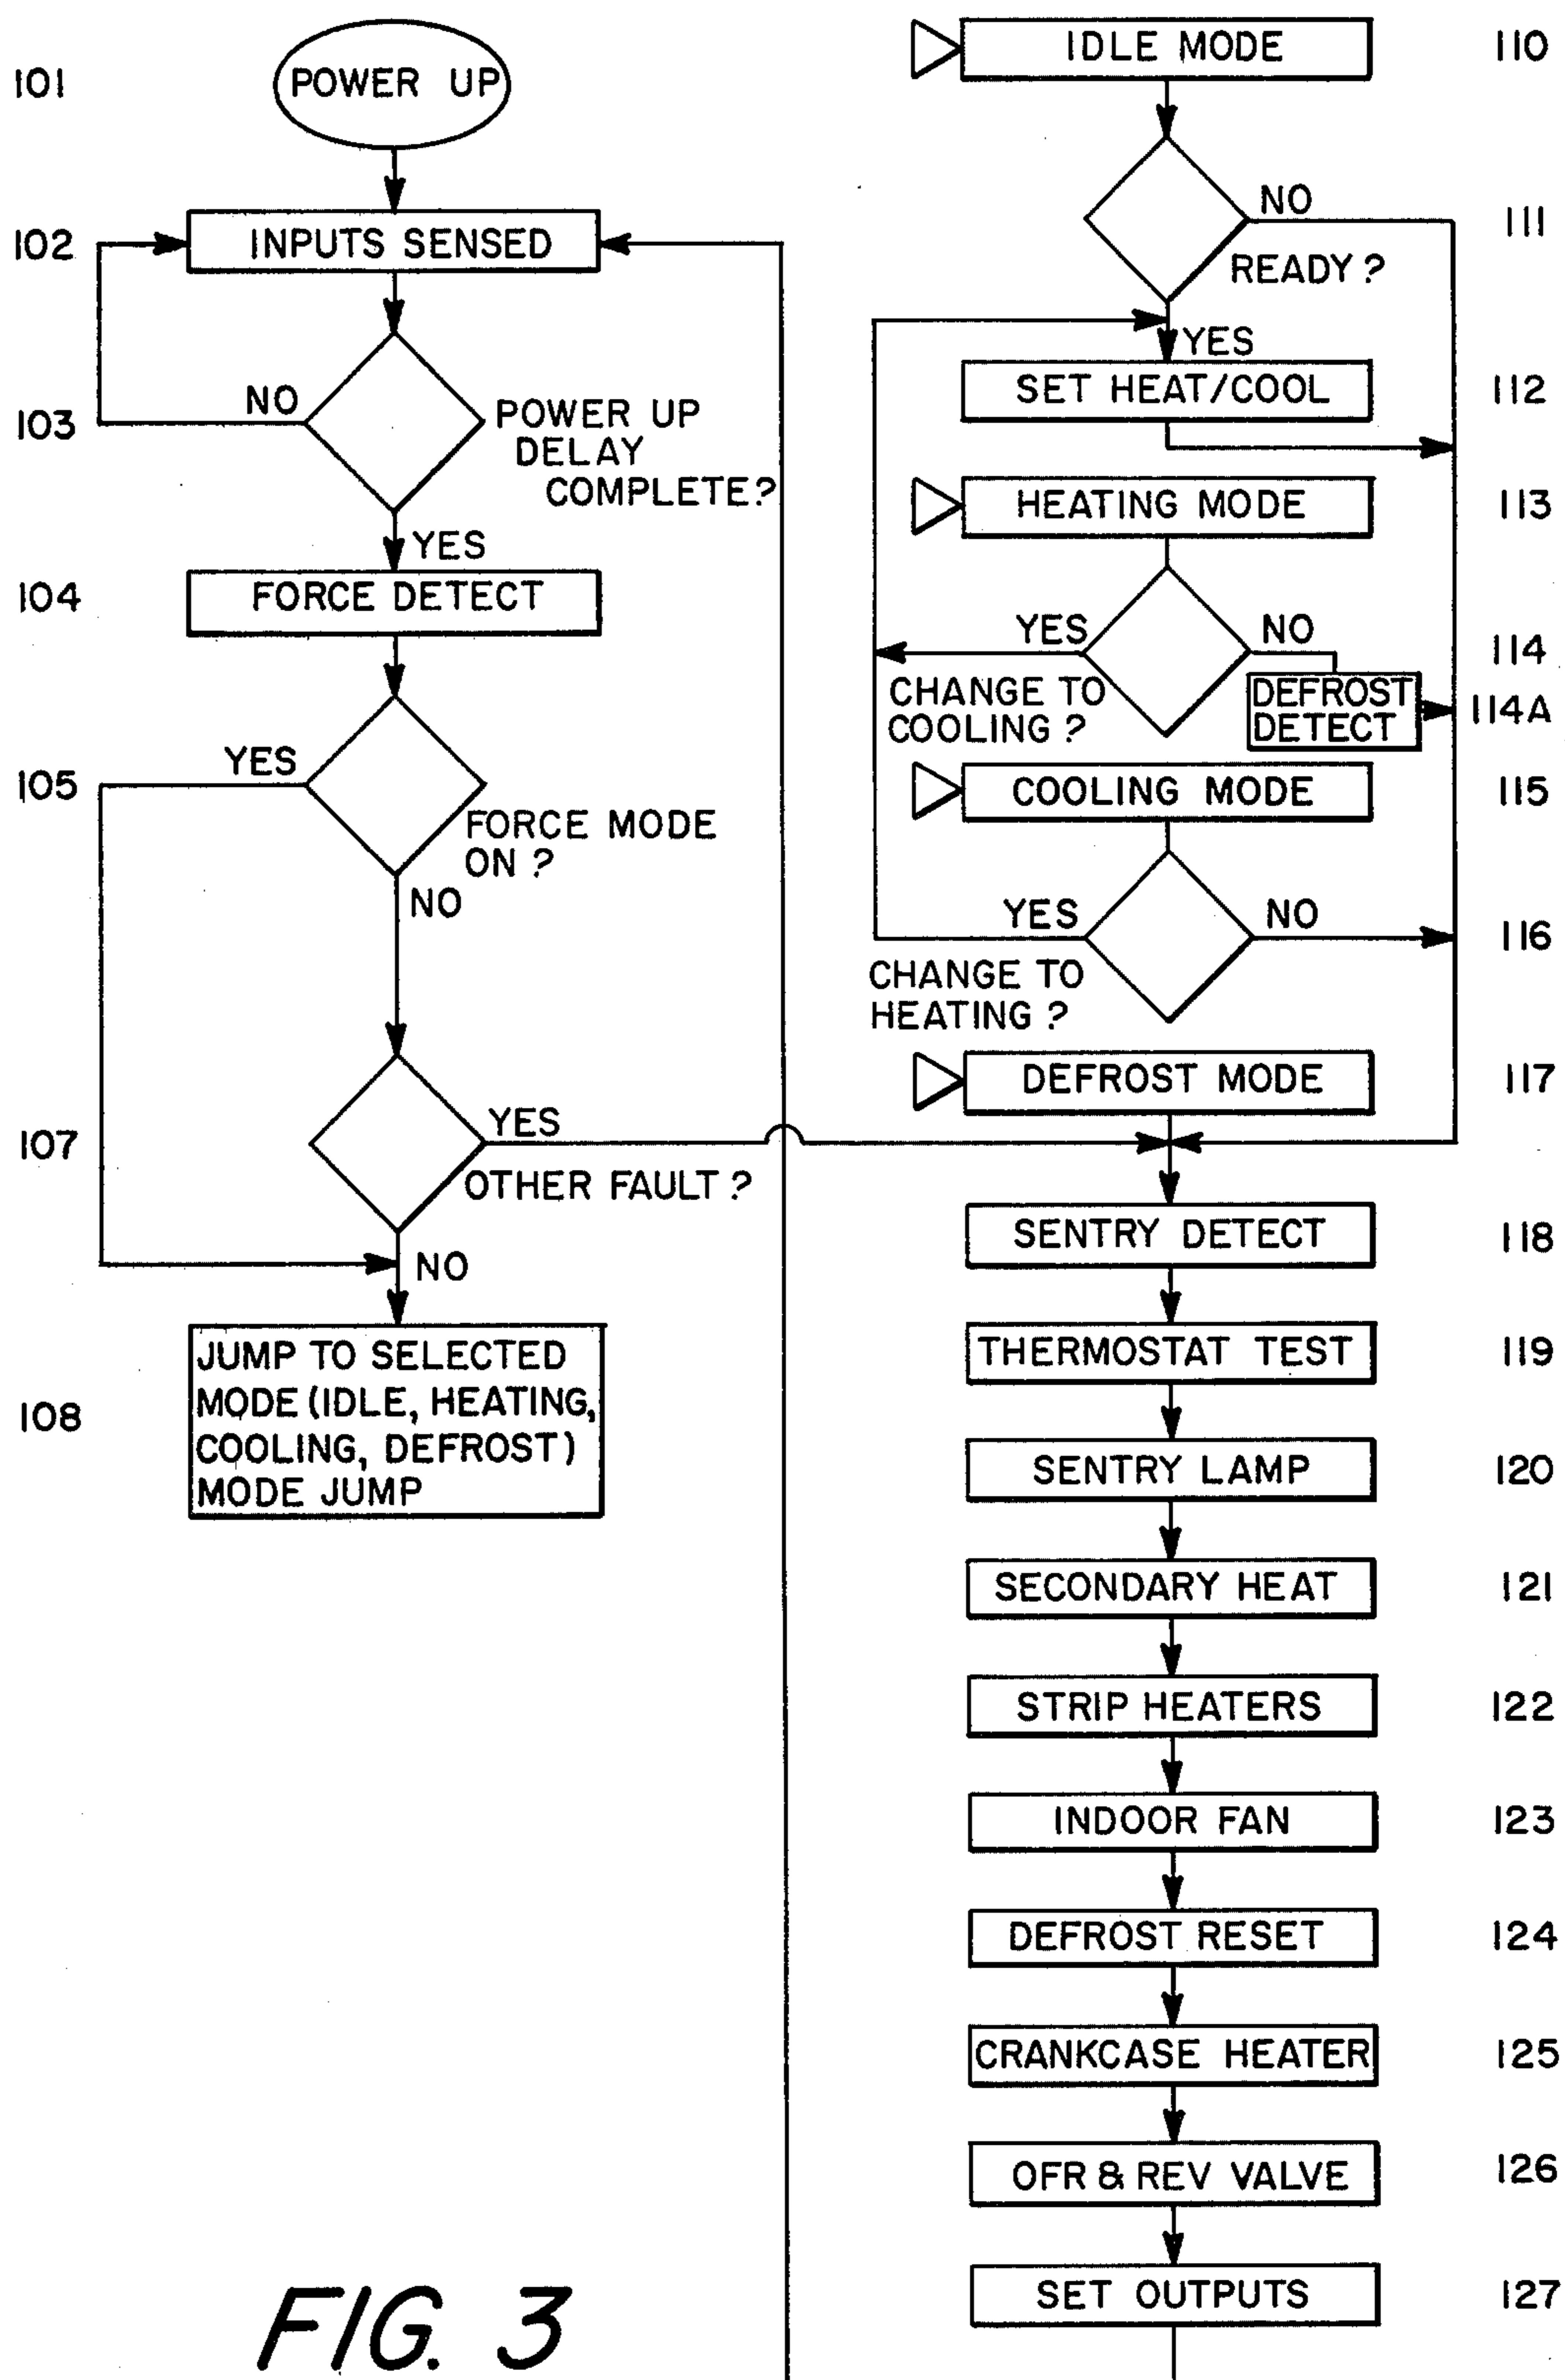 101
POWER UP
102
INPUTS SENSED
103
NO
POWER UP
DELAY
COMPLETE?
YES
104
FORCE DETECT
105
YES
FORCE MODE
ON ?
NO
107
YES
OTHER FAULT ?
NO
108
JUMP TO SELECTED
MODE (IDLE, HEATING,
COOLING, DEFROST)
MODE JUMP
IDLE MODE
110
NO
111
READY ?
YES
SET HEAT/COOL
112
HEATING MODE
113
YES
NO
114
CHANGE TO
COOLING ?
DEFROST
DETECT
114A
COOLING MODE
115
YES
NO
116
CHANGE TO
HEATING ?
DEFROST MODE
117
SENTRY DETECT
118
THERMOSTAT TEST
119
SENTRY LAMP
120
SECONDARY HEAT
121
STRIP HEATERS
122
INDOOR FAN
123
DEFROST RESET
124
CRANKCASE HEATER
125
OFR & REV VALVE
126
SET OUTPUTS
127
FIG. 3